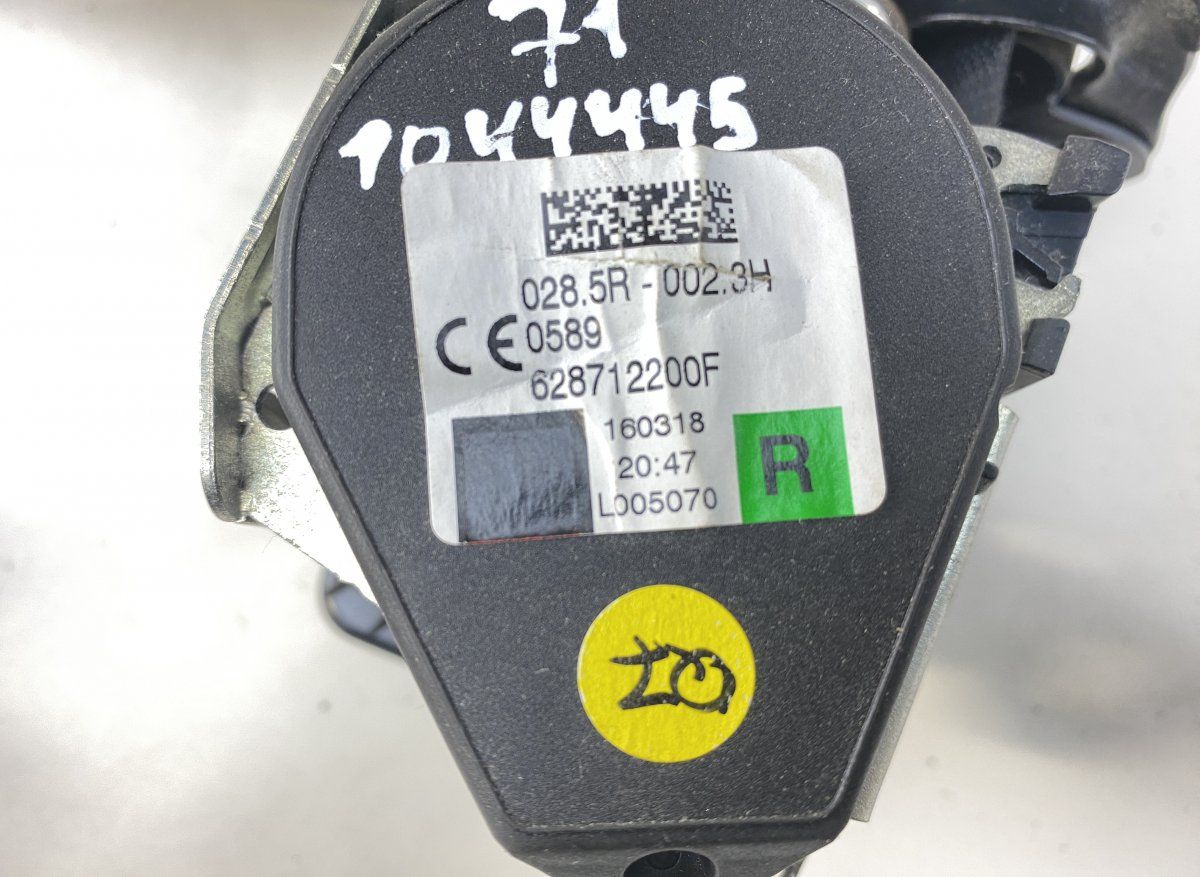 71
1044445
028.5R - 002.3H
CE 0589
628712200F
160318
20:47
L005070
R